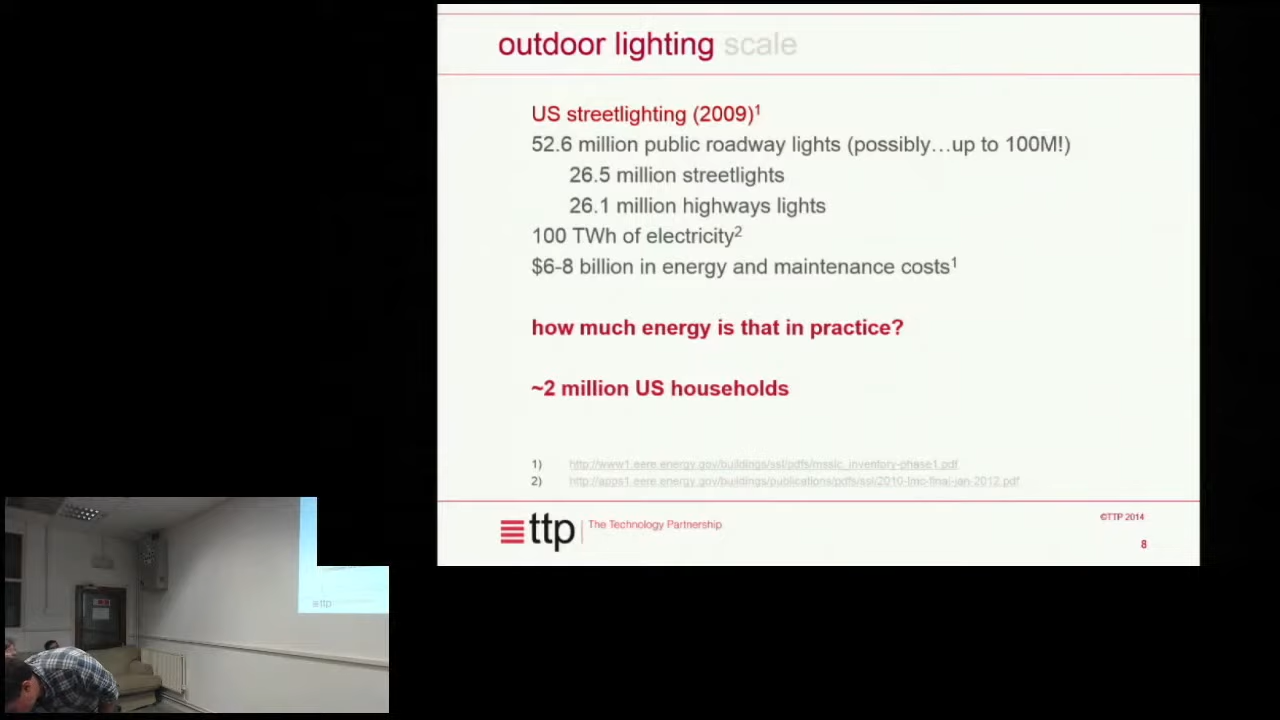 outdoor lighting scale
US streetlighting (2009)1
52.6 million public roadway lights (possibly…up to 100M!)
26.5 million streetlights
26.1 million highways lights
100 TWh of electricity2
$6-8 billion in energy and maintenance costs1
how much energy is that in practice?
~2 million US households
1) http://www1.eere.energy.gov/buildings/ssl/pdfs/msslc_inventory-phase1.pdf
2) http://apps1.eere.energy.gov/buildings/publications/pdfs/ssl/2010-lmc-final-jan-2012.pdf
ttp The Technology Partnership
©TTP 2014
8
ttp